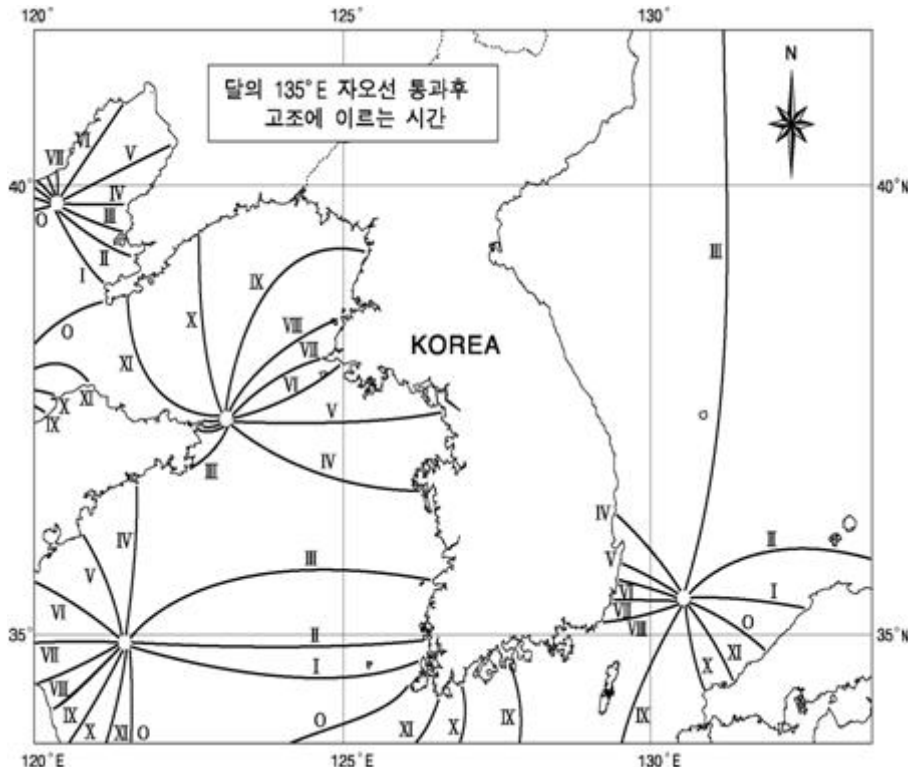 120°E
125°E
130°E
달의 135°E 자오선 통과후
고조에 이르는 시간
N
40°
40°N
Ⅵ
Ⅶ
Ⅴ
Ⅳ
Ⅲ
O
Ⅱ
Ⅰ
Ⅲ
O
Ⅸ
Ⅹ
Ⅷ
Ⅶ
KOREA
Ⅺ
Ⅵ
Ⅺ
Ⅹ
Ⅸ
Ⅴ
Ⅳ
Ⅲ
Ⅳ
Ⅳ
Ⅲ
Ⅱ
Ⅴ
Ⅴ
Ⅵ
Ⅰ
Ⅵ
Ⅶ
O
35°
Ⅱ
Ⅷ
35°N
Ⅶ
Ⅰ
Ⅺ
Ⅹ
Ⅷ
Ⅸ
O
Ⅸ
Ⅸ
Ⅹ
Ⅺ
O
Ⅺ
Ⅹ
120°E
125°E
130°E